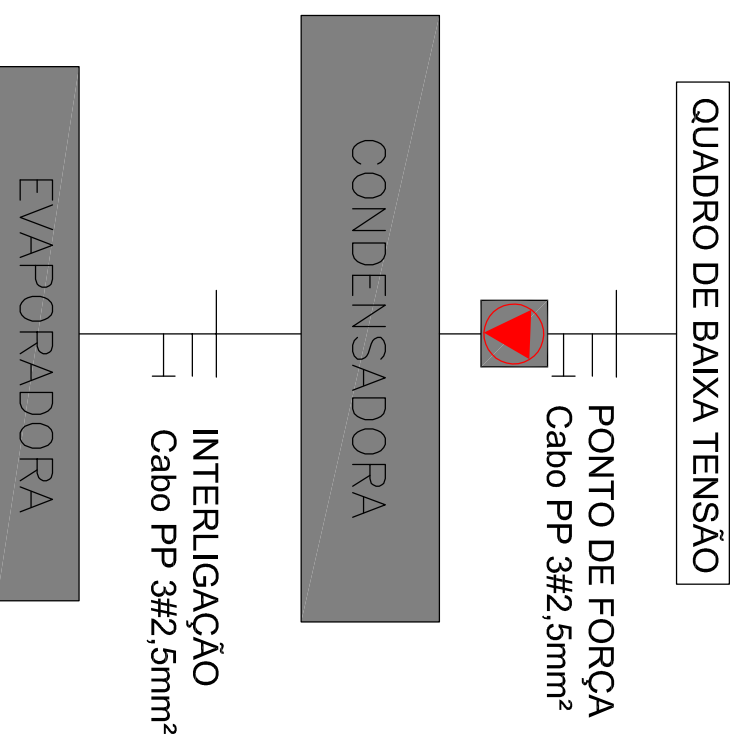 QUADRO DE BAIXA TENSÃO
PONTO DE FORÇA
Cabo PP 3#2,5mm²
CONDENSADORA
INTERLIGAÇÃO
Cabo PP 3#2,5mm²
EVAPORADORA